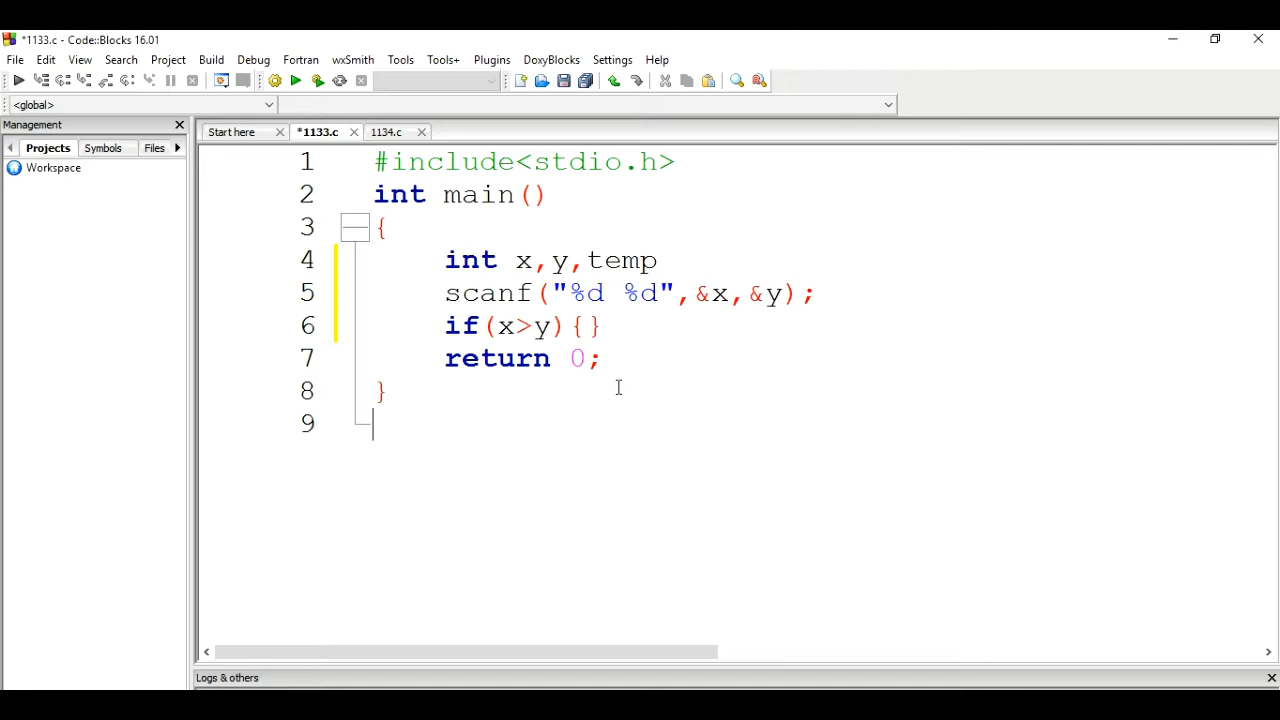 *1133.c - Code::Blocks 16.01
File Edit View Search Project Build Debug Fortran wxSmith Tools Tools+ Plugins DoxyBlocks Settings Help
<global>
Management
Projects Symbols Files
Workspace
Start here *1133.c 1134.c
1 #include<stdio.h>
2 int main()
3 {
4 int x,y,temp
5 scanf("%d %d",&x,&y);
6 if(x>y){}
7 return 0;
8 }
9
Logs & others